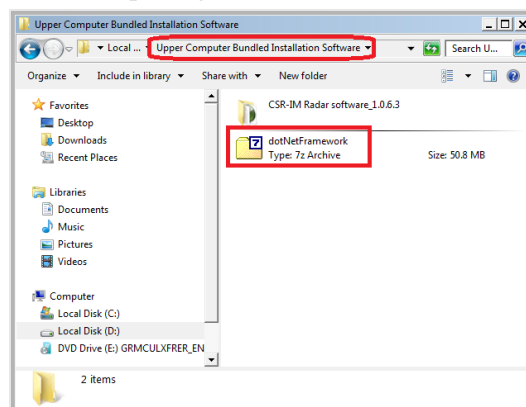 Upper Computer Bundled Installation Software
Local ... Upper Computer Bundled Installation Software Search U...
Organize Include in library Share with New folder
Favorites
Desktop
Downloads
Recent Places
Libraries
Documents
Music
Pictures
Videos
Computer
Local Disk (C:)
Local Disk (D:)
DVD Drive (E:) GRMCULXFRER_EN
CSR-IM Radar software_1.0.6.3
7 dotNetFramework
Type: 7z Archive Size: 50.8 MB
2 items